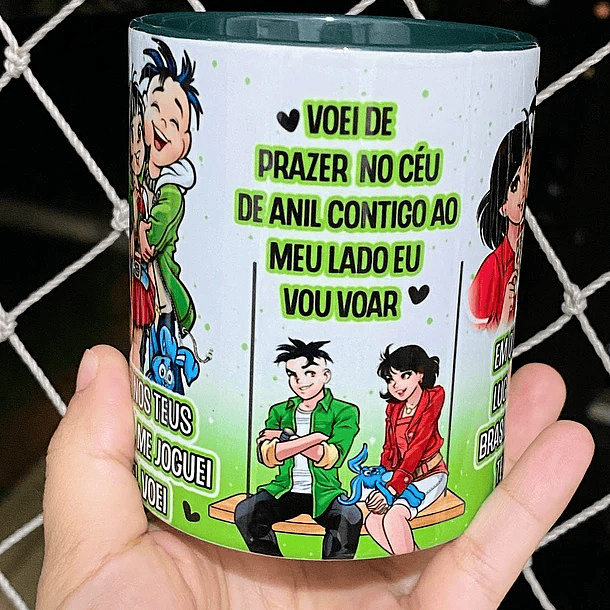 VOEI DE
PRAZER NO CÉU
DE ANIL CONTIGO AO
MEU LADO EU
VOU VOAR
NOS TEUS
ME JOGUEI
VOEI